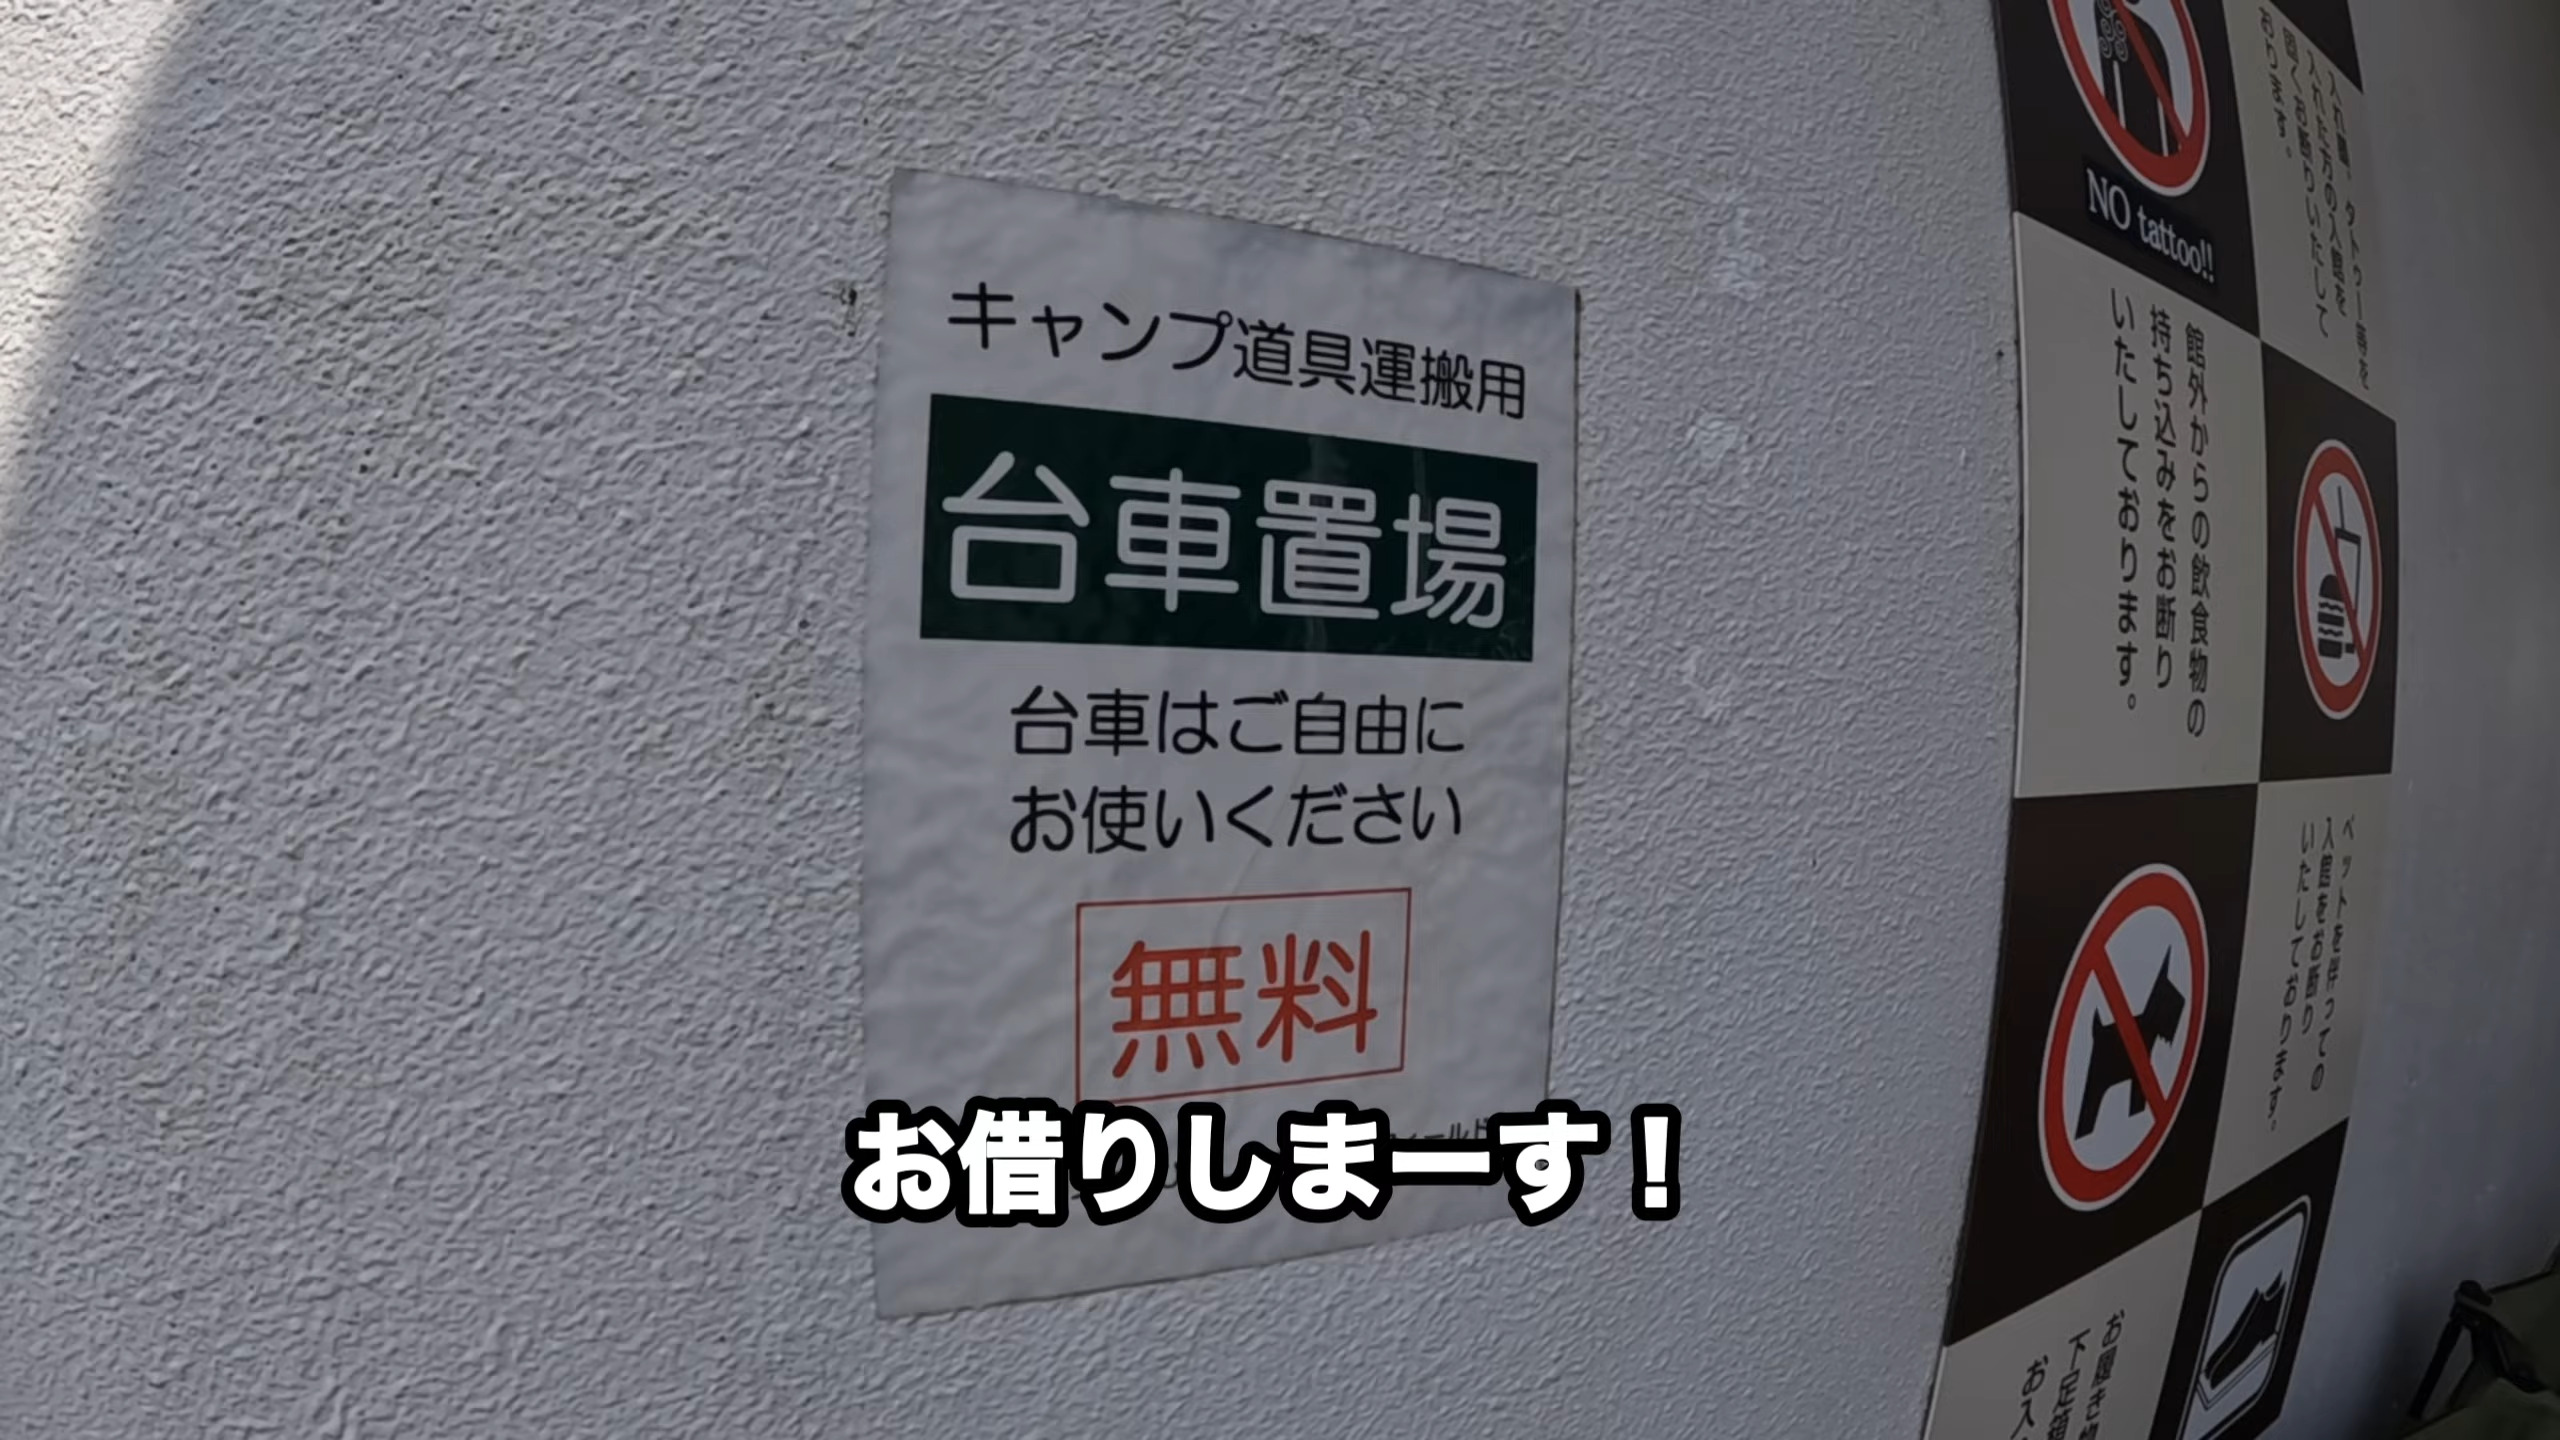 キャンプ道具運搬用
台車置場
台車はご自由に
お使いください
無料
お借りしまーす！
NO tattoo!!
館外からの飲食物の
持ち込みをお断り
いたしております。
ペットを伴っての
入館をお断り
いたしております。